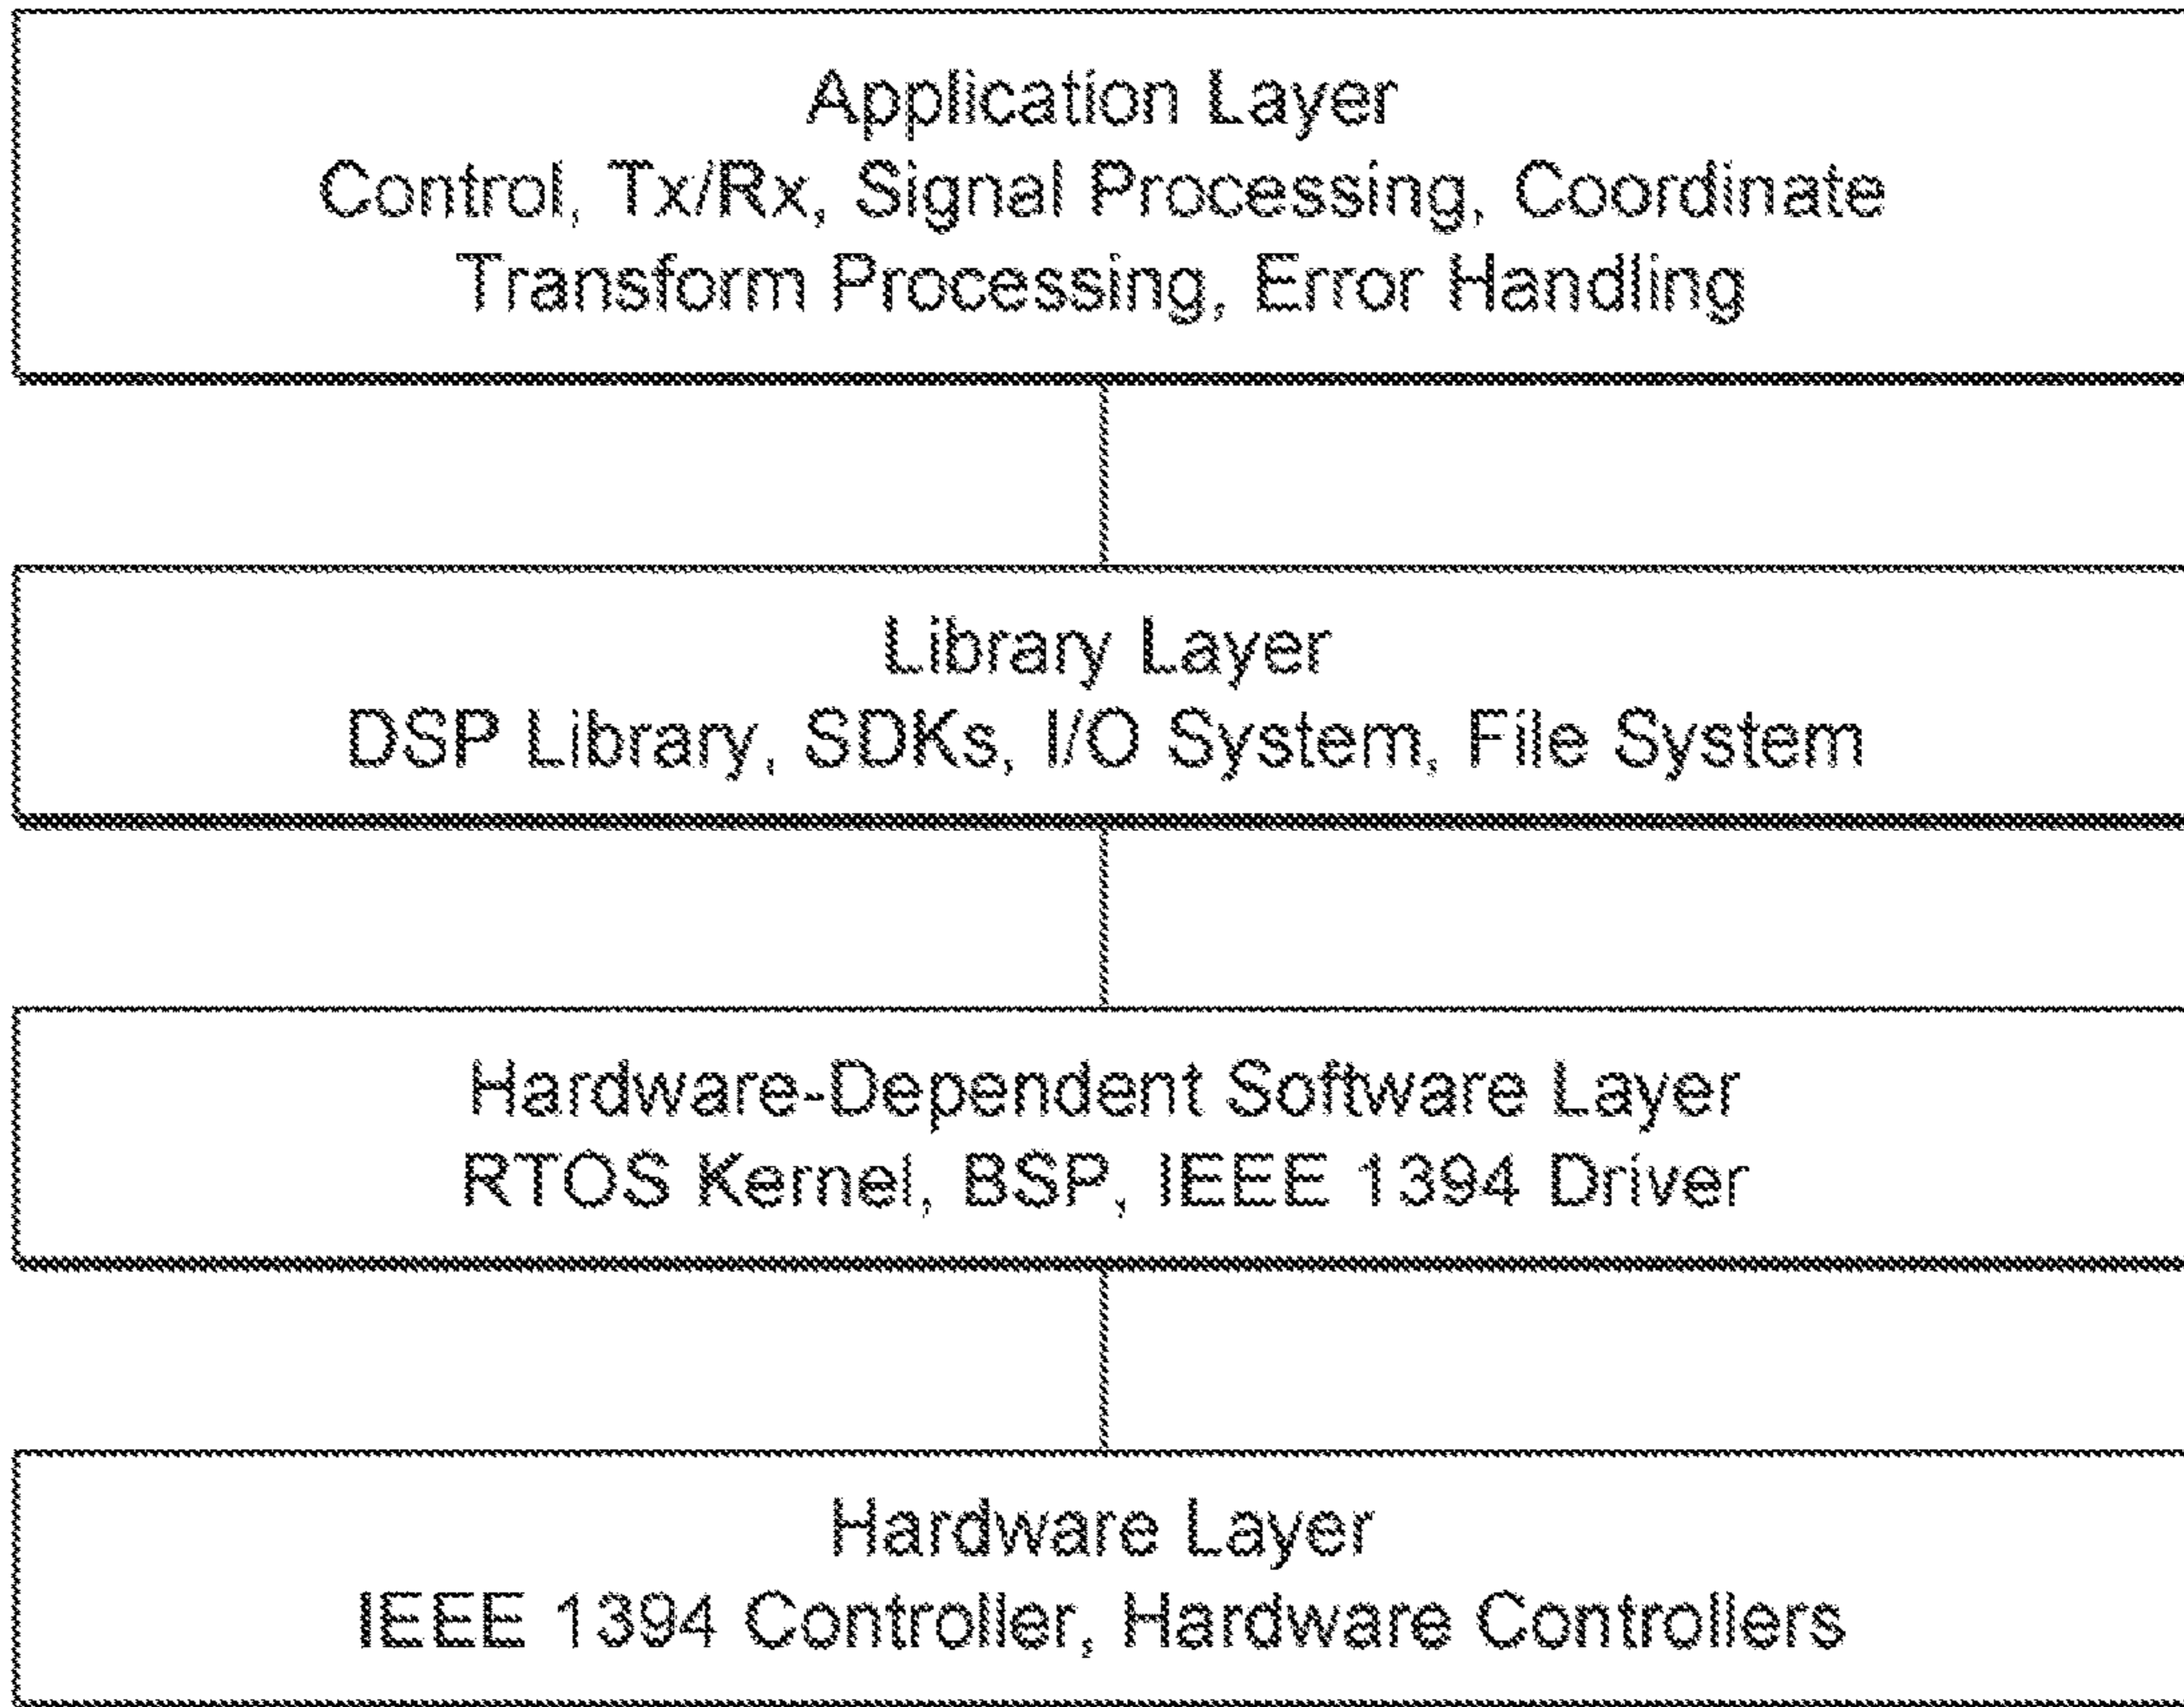 Application Layer
Control, Tx/Rx, Signal Processing, Coordinate
Transform Processing, Error Handling
Library Layer
DSP Library, SDKs, I/O System, File System
Hardware-Dependent Software Layer
RTOS Kernel, BSP, IEEE 1394 Driver
Hardware Layer
IEEE 1394 Controller, Hardware Controllers